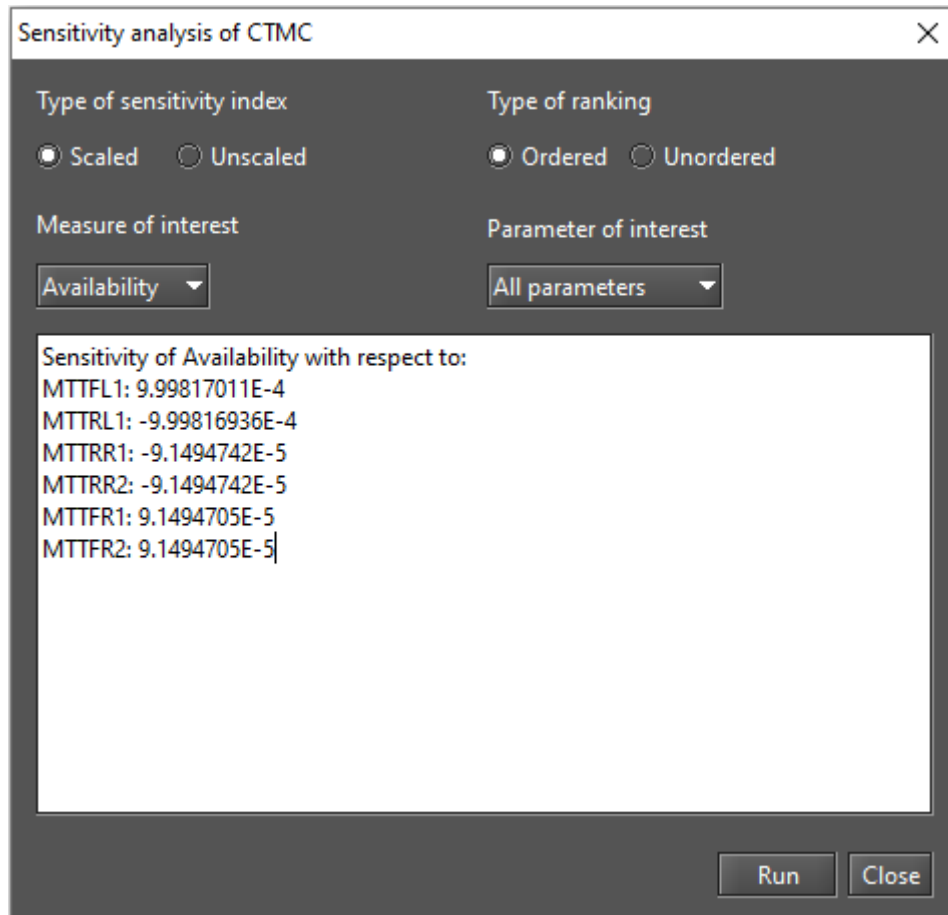 Sensitivity analysis of CTMC
Type of sensitivity index
Type of ranking
Scaled Unscaled
Ordered Unordered
Measure of interest
Parameter of interest
Availability
All parameters
Sensitivity of Availability with respect to:
MTTFL1: 9.99817011E-4
MTTRL1: -9.99816936E-4
MTTRR1: -9.1494742E-5
MTTRR2: -9.1494742E-5
MTTFR1: 9.1494705E-5
MTTFR2: 9.1494705E-5
Run
Close